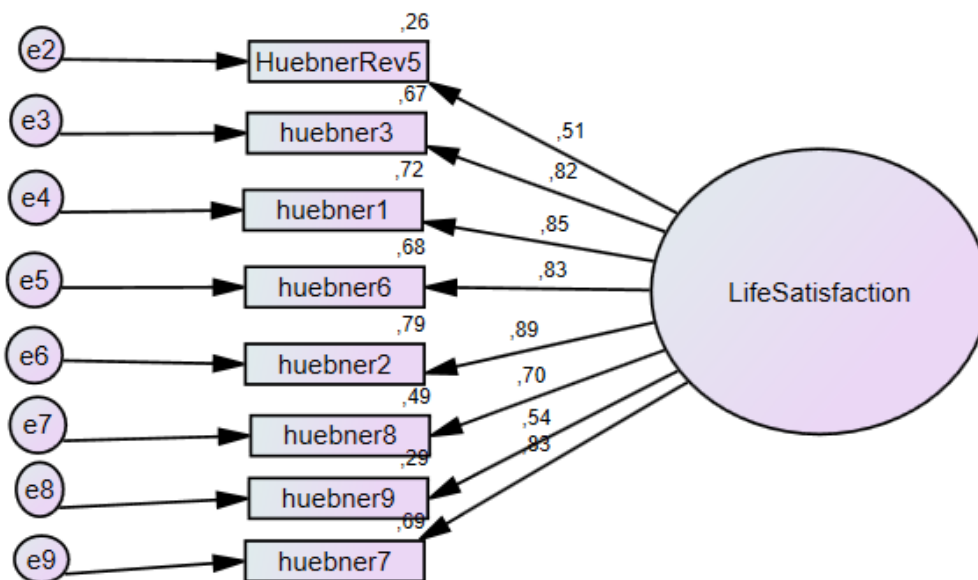 ,26
e2
HuebnerRev5
,51
,67
e3
huebner3
,82
,72
e4
huebner1
,85
,68
e5
huebner6
,83
LifeSatisfaction
,79
e6
huebner2
,89
,49
e7
huebner8
,70
,29
e8
huebner9
,54
,69
e9
huebner7
,83